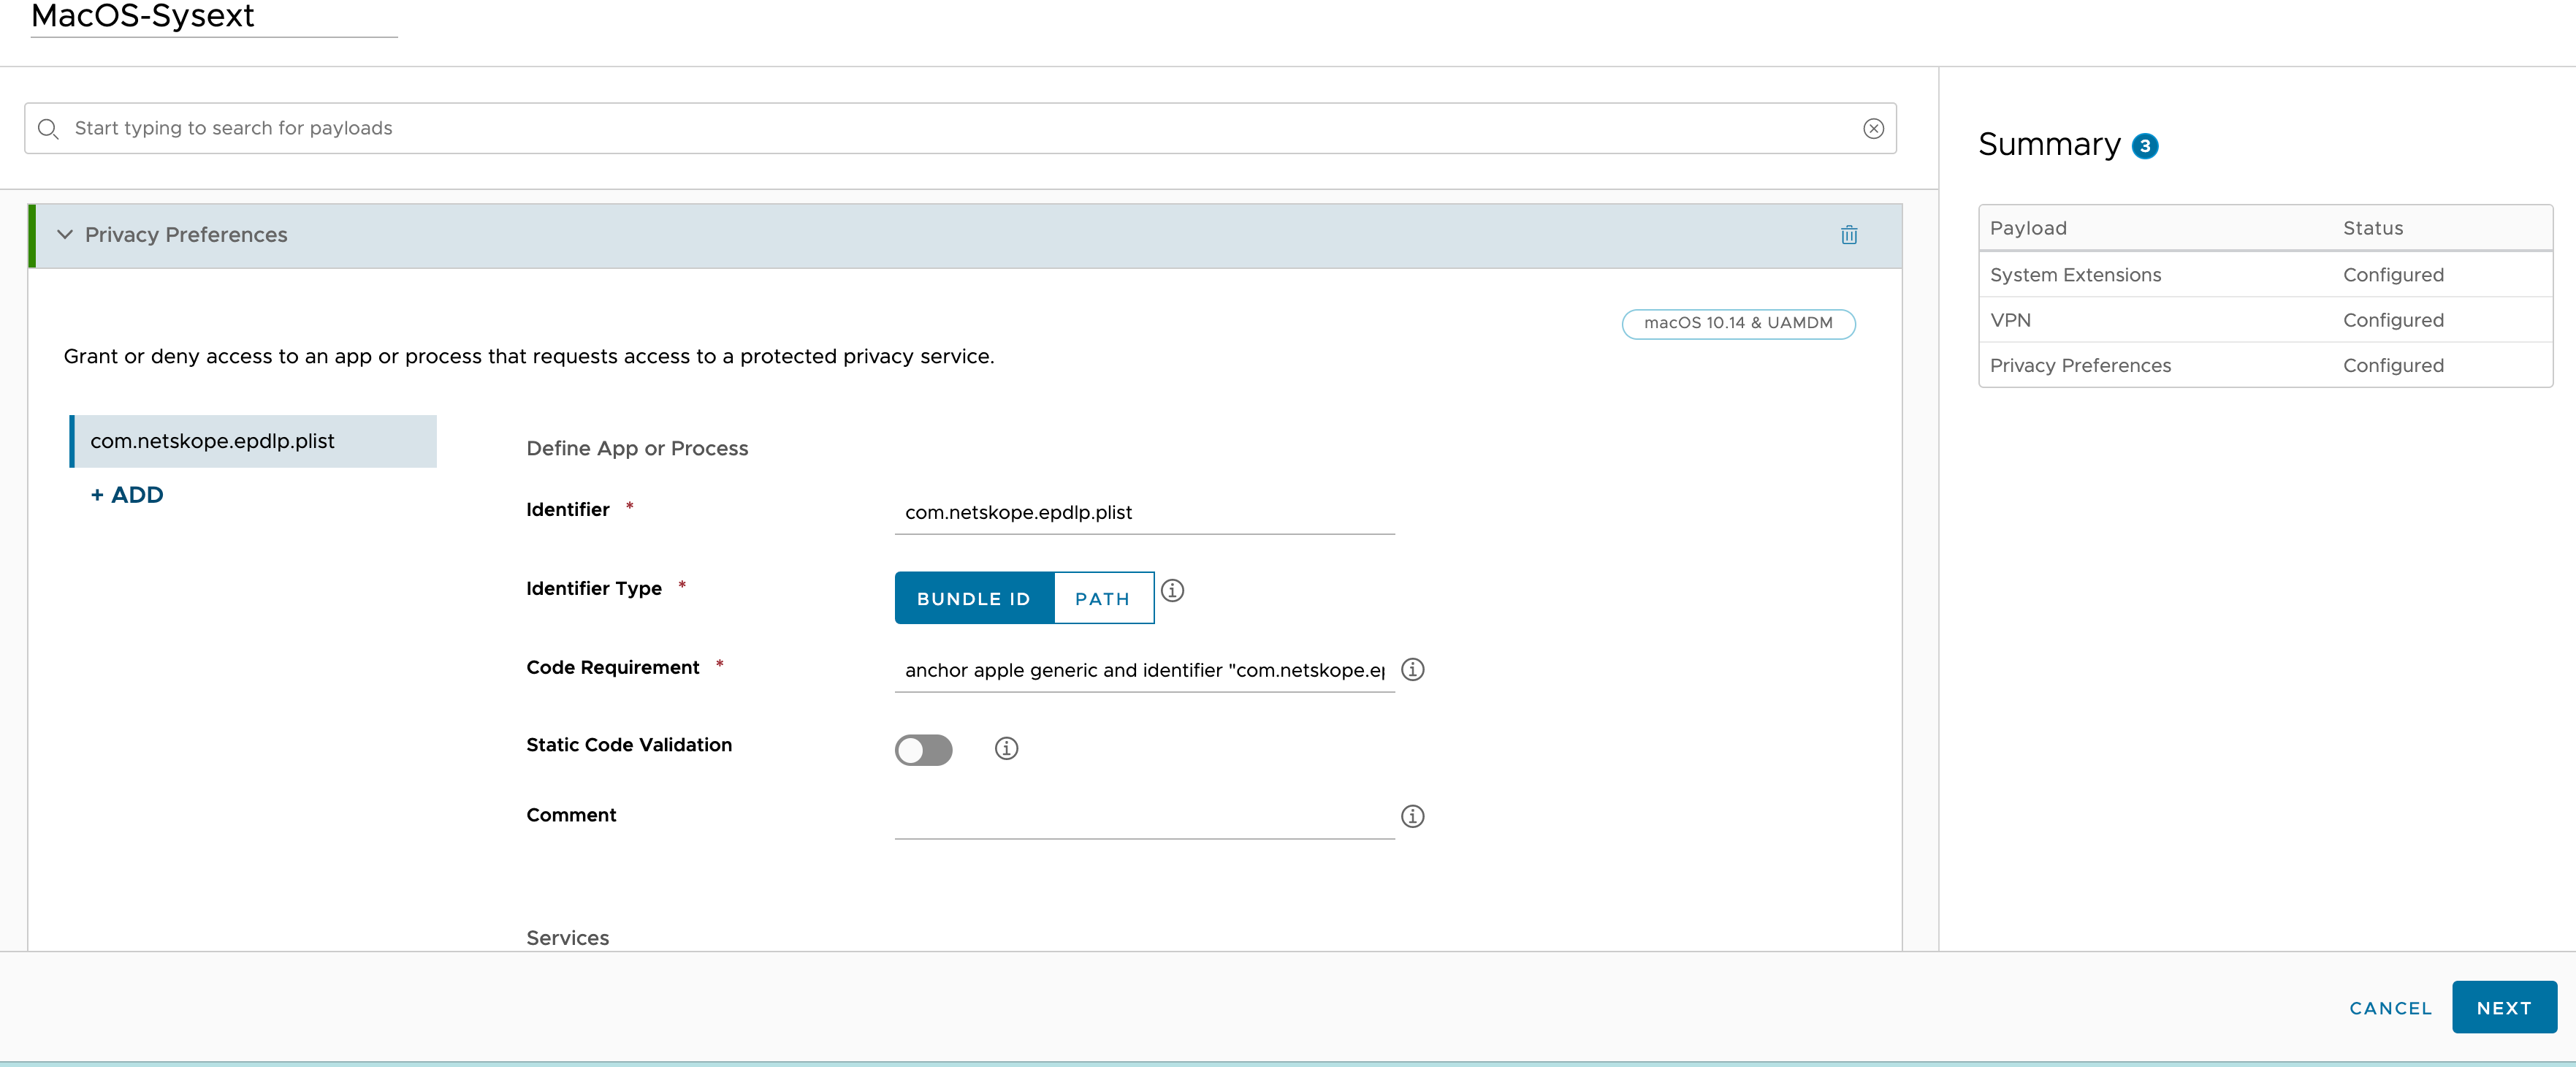 MacOS-Sysext
Start typing to search for payloads
Summary 3
Payload Status
System Extensions Configured
VPN Configured
Privacy Preferences Configured
Privacy Preferences
macOS 10.14 & UAMDM
Grant or deny access to an app or process that requests access to a protected privacy service.
com.netskope.epdlp.plist
+ ADD
Define App or Process
Identifier * com.netskope.epdlp.plist
Identifier Type * BUNDLE ID PATH
Code Requirement * anchor apple generic and identifier "com.netskope.ep
Static Code Validation
Comment
Services
CANCEL NEXT